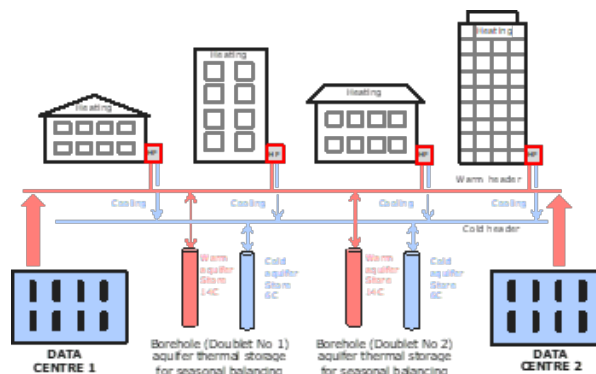 Heating
Heating
Heating
Heating
HP
HP
HP
HP
Warm header
Cooling
Cooling
Cooling
Cooling
Cold header
Warm
aquifer
Store
14C
Cold
aquifer
Store
6C
Warm
aquifer
Store
14C
Cold
aquifer
Store
6C
DATA
CENTRE 1
Borehole (Doublet No 1)
aquifer thermal storage
for seasonal balancing
Borehole (Doublet No 2)
aquifer thermal storage
for seasonal balancing
DATA
CENTRE 2